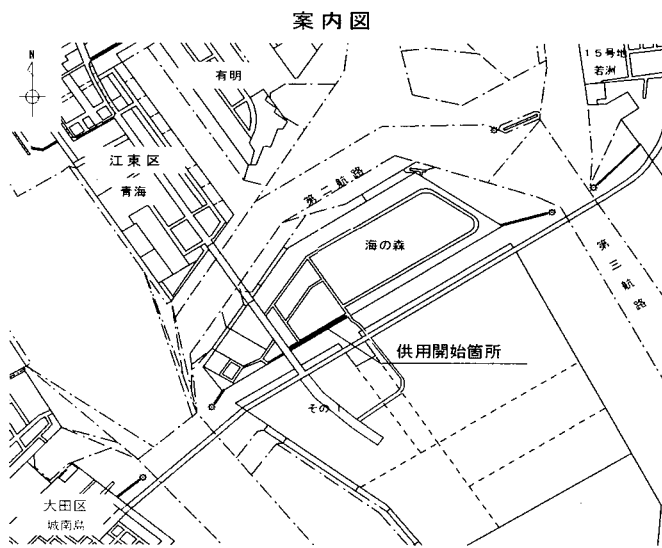 案内図
N
有明
15号地
若洲
江東区
青海
第二航路
海の森
第三航路
供用開始箇所
その1
大田区
城南島